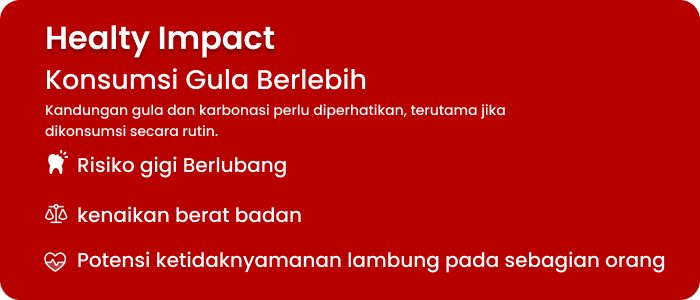 Healty Impact
Konsumsi Gula Berlebih
Kandungan gula dan karbonasi perlu diperhatikan, terutama jika
dikonsumsi secara rutin.
Risiko gigi Berlubang
kenaikan berat badan
Potensi ketidaknyamanan lambung pada sebagian orang